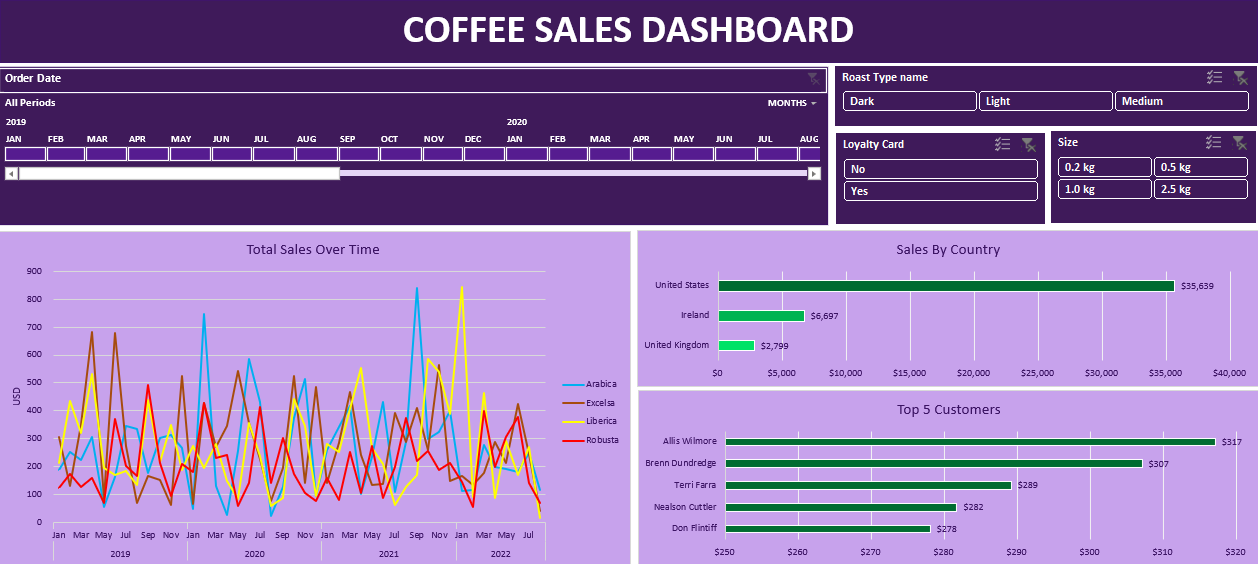 COFFEE SALES DASHBOARD
Order Date
All Periods MONTHS
2019 2020
JAN FEB MAR APR MAY JUN JUL AUG SEP OCT NOV DEC JAN FEB MAR APR MAY JUN JUL AUG
Roast Type name
Dark Light Medium
Loyalty Card
No
Yes
Size
0.2 kg 0.5 kg
1.0 kg 2.5 kg
Total Sales Over Time
900
800
700
600
500
400
300
200
100
0
USD
Jan Mar May Jul Sep Nov Jan Mar May Jul Sep Nov Jan Mar May Jul Sep Nov Jan Mar May Jul
2019 2020 2021 2022
Arabica
Excelsa
Liberica
Robusta
Sales By Country
United States $35,639
Ireland $6,697
United Kingdom $2,799
$0 $5,000 $10,000 $15,000 $20,000 $25,000 $30,000 $35,000 $40,000
Top 5 Customers
Allis Wilmore $317
Brenn Dundredge $307
Terri Farra $289
Nealson Cuttler $282
Don Flintiff $278
$250 $260 $270 $280 $290 $300 $310 $320